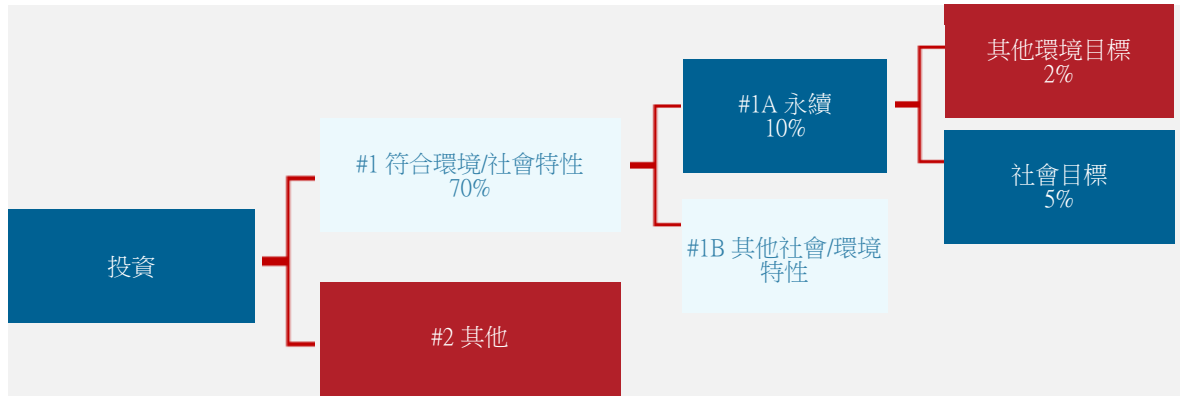 其他環境目標
2%
#1A 永續
10%
#1 符合環境/社會特性
70%
社會目標
5%
#1B 其他社會/環境
特性
投資
#2 其他